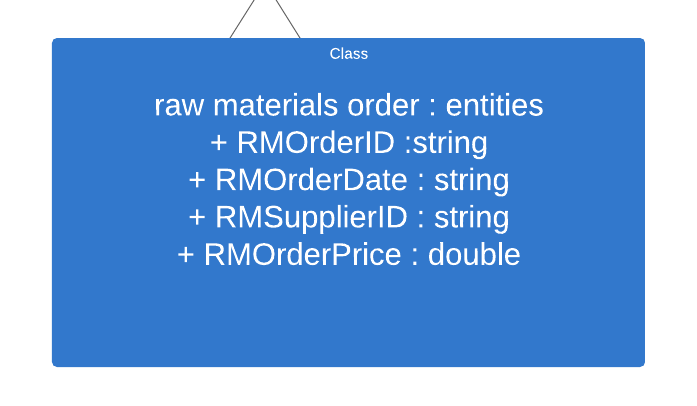 Class
raw materials order : entities
+ RMOrderID :string
+ RMOrderDate : string
+ RMSupplierID : string
+ RMOrderPrice : double